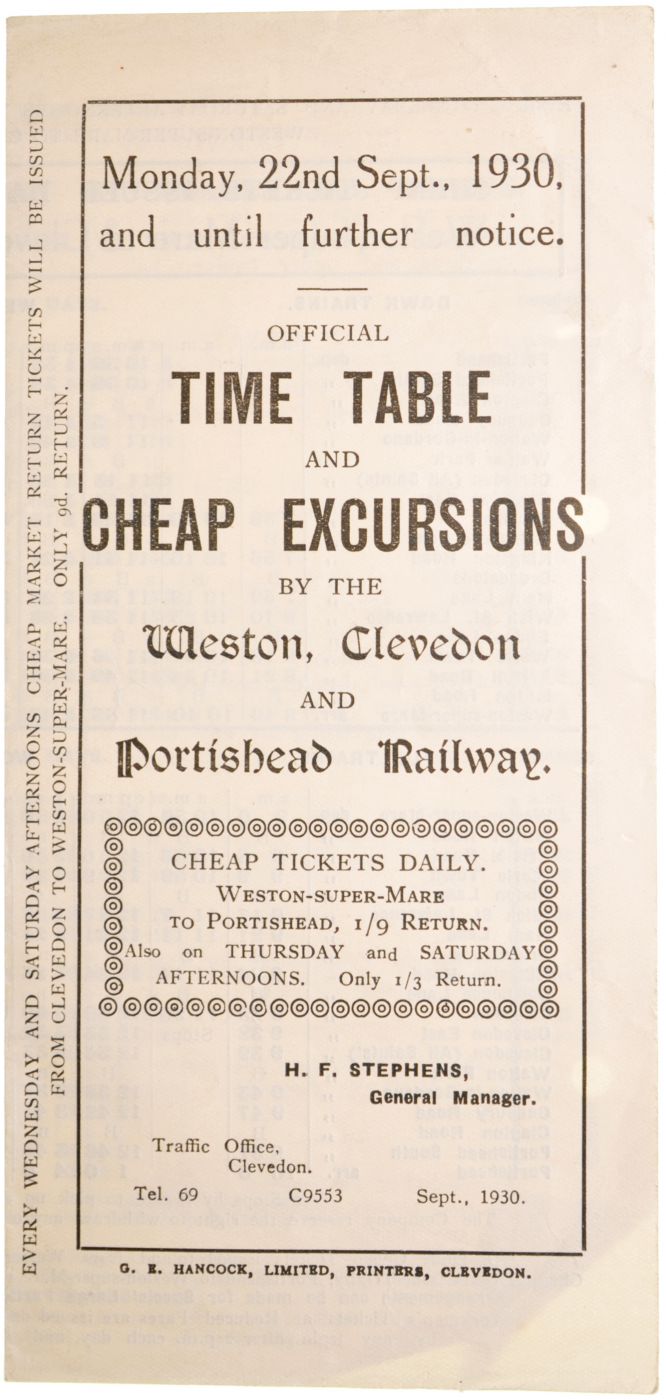 Monday, 22nd Sept., 1930,
and until further notice.
OFFICIAL
TIME TABLE
AND
CHEAP EXCURSIONS
BY THE
Weston, Clevedon
AND
Portishead Railway.
CHEAP TICKETS DAILY.
WESTON-SUPER-MARE
TO PORTISHEAD, 1/9 RETURN.
Also on THURSDAY and SATURDAY
AFTERNOONS. Only 1/3 Return.
H. F. STEPHENS,
General Manager.
Traffic Office,
Clevedon.
Tel. 69 C9553 Sept., 1930.
G. E. HANCOCK, LIMITED, PRINTERS, CLEVEDON.
EVERY WEDNESDAY AND SATURDAY AFTERNOONS CHEAP MARKET RETURN TICKETS WILL BE ISSUED
FROM CLEVEDON TO WESTON-SUPER-MARE. ONLY 9d. RETURN.